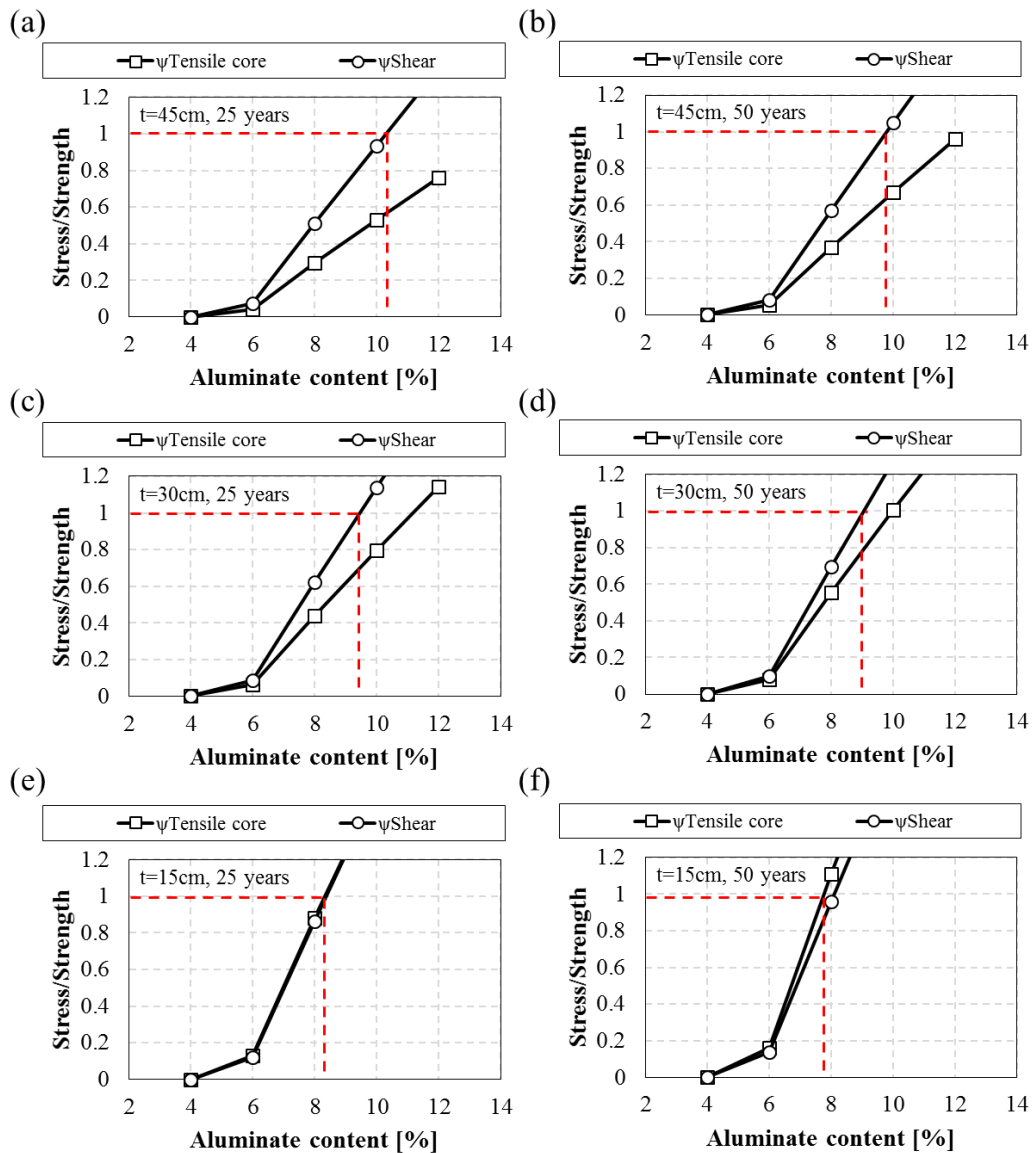 (a)
ψTensile core ψShear
1.2
1
0.8
0.6
0.4
0.2
0
t=45cm, 25 years
Stress/Strength
2 4 6 8 10 12 14
Aluminate content [%]
(b)
ψTensile core ψShear
1.2
1
0.8
0.6
0.4
0.2
0
t=45cm, 50 years
Stress/Strength
2 4 6 8 10 12 14
Aluminate content [%]
(c)
ψTensile core ψShear
1.2
1
0.8
0.6
0.4
0.2
0
t=30cm, 25 years
Stress/Strength
2 4 6 8 10 12 14
Aluminate content [%]
(d)
ψTensile core ψShear
1.2
1
0.8
0.6
0.4
0.2
0
t=30cm, 50 years
Stress/Strength
2 4 6 8 10 12 14
Aluminate content [%]
(e)
ψTensile core ψShear
1.2
1
0.8
0.6
0.4
0.2
0
t=15cm, 25 years
Stress/Strength
2 4 6 8 10 12 14
Aluminate content [%]
(f)
ψTensile core ψShear
1.2
1
0.8
0.6
0.4
0.2
0
t=15cm, 50 years
Stress/Strength
2 4 6 8 10 12 14
Aluminate content [%]